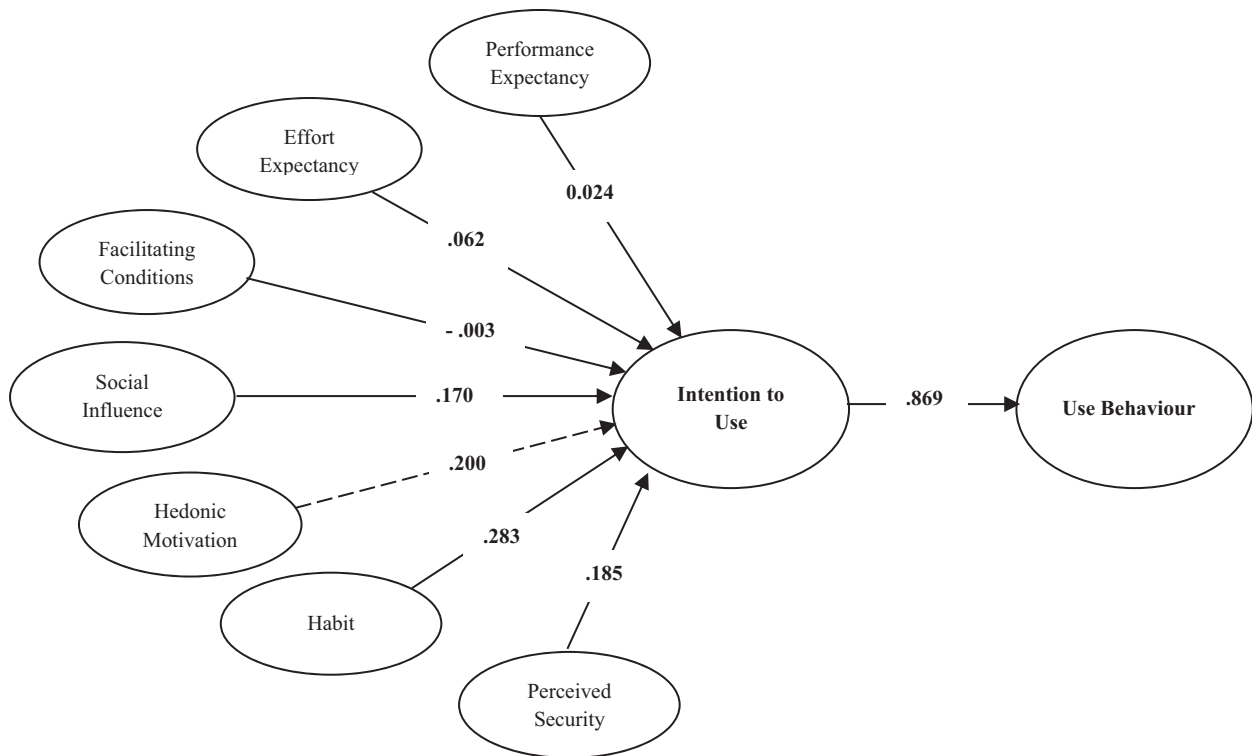 Performance
Expectancy
Effort
Expectancy
0.024
.062
Facilitating
Conditions
- .003
Social
Influence
.170
Intention to
Use
.869
Use Behaviour
.200
Hedonic
Motivation
.283
.185
Habit
Perceived
Security